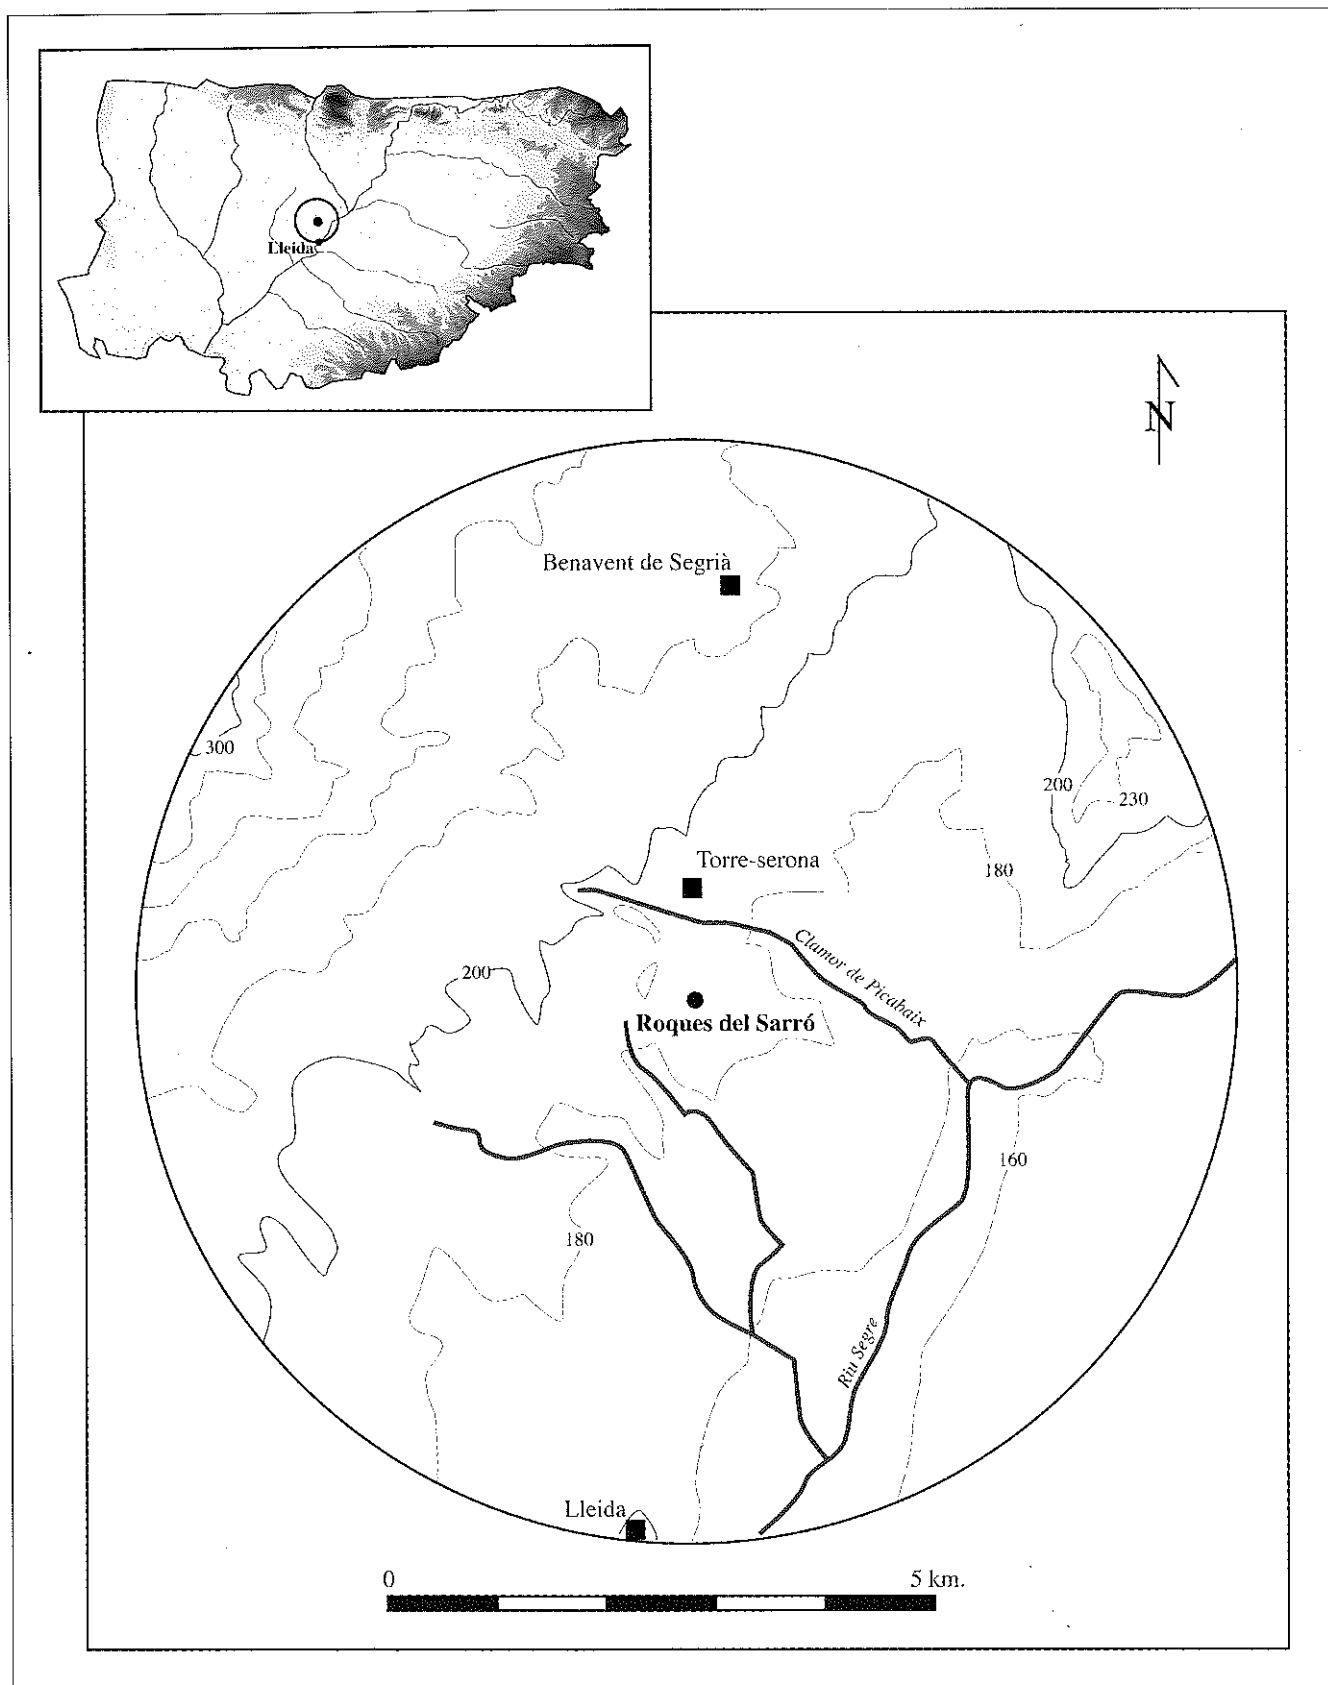 Lleida
N
Benavent de Segrià
300
200
230
Torre-serona
180
Clamor de Picabaix
200
Roques del Sarró
160
180
Riu Segre
Lleida
0
5 km.